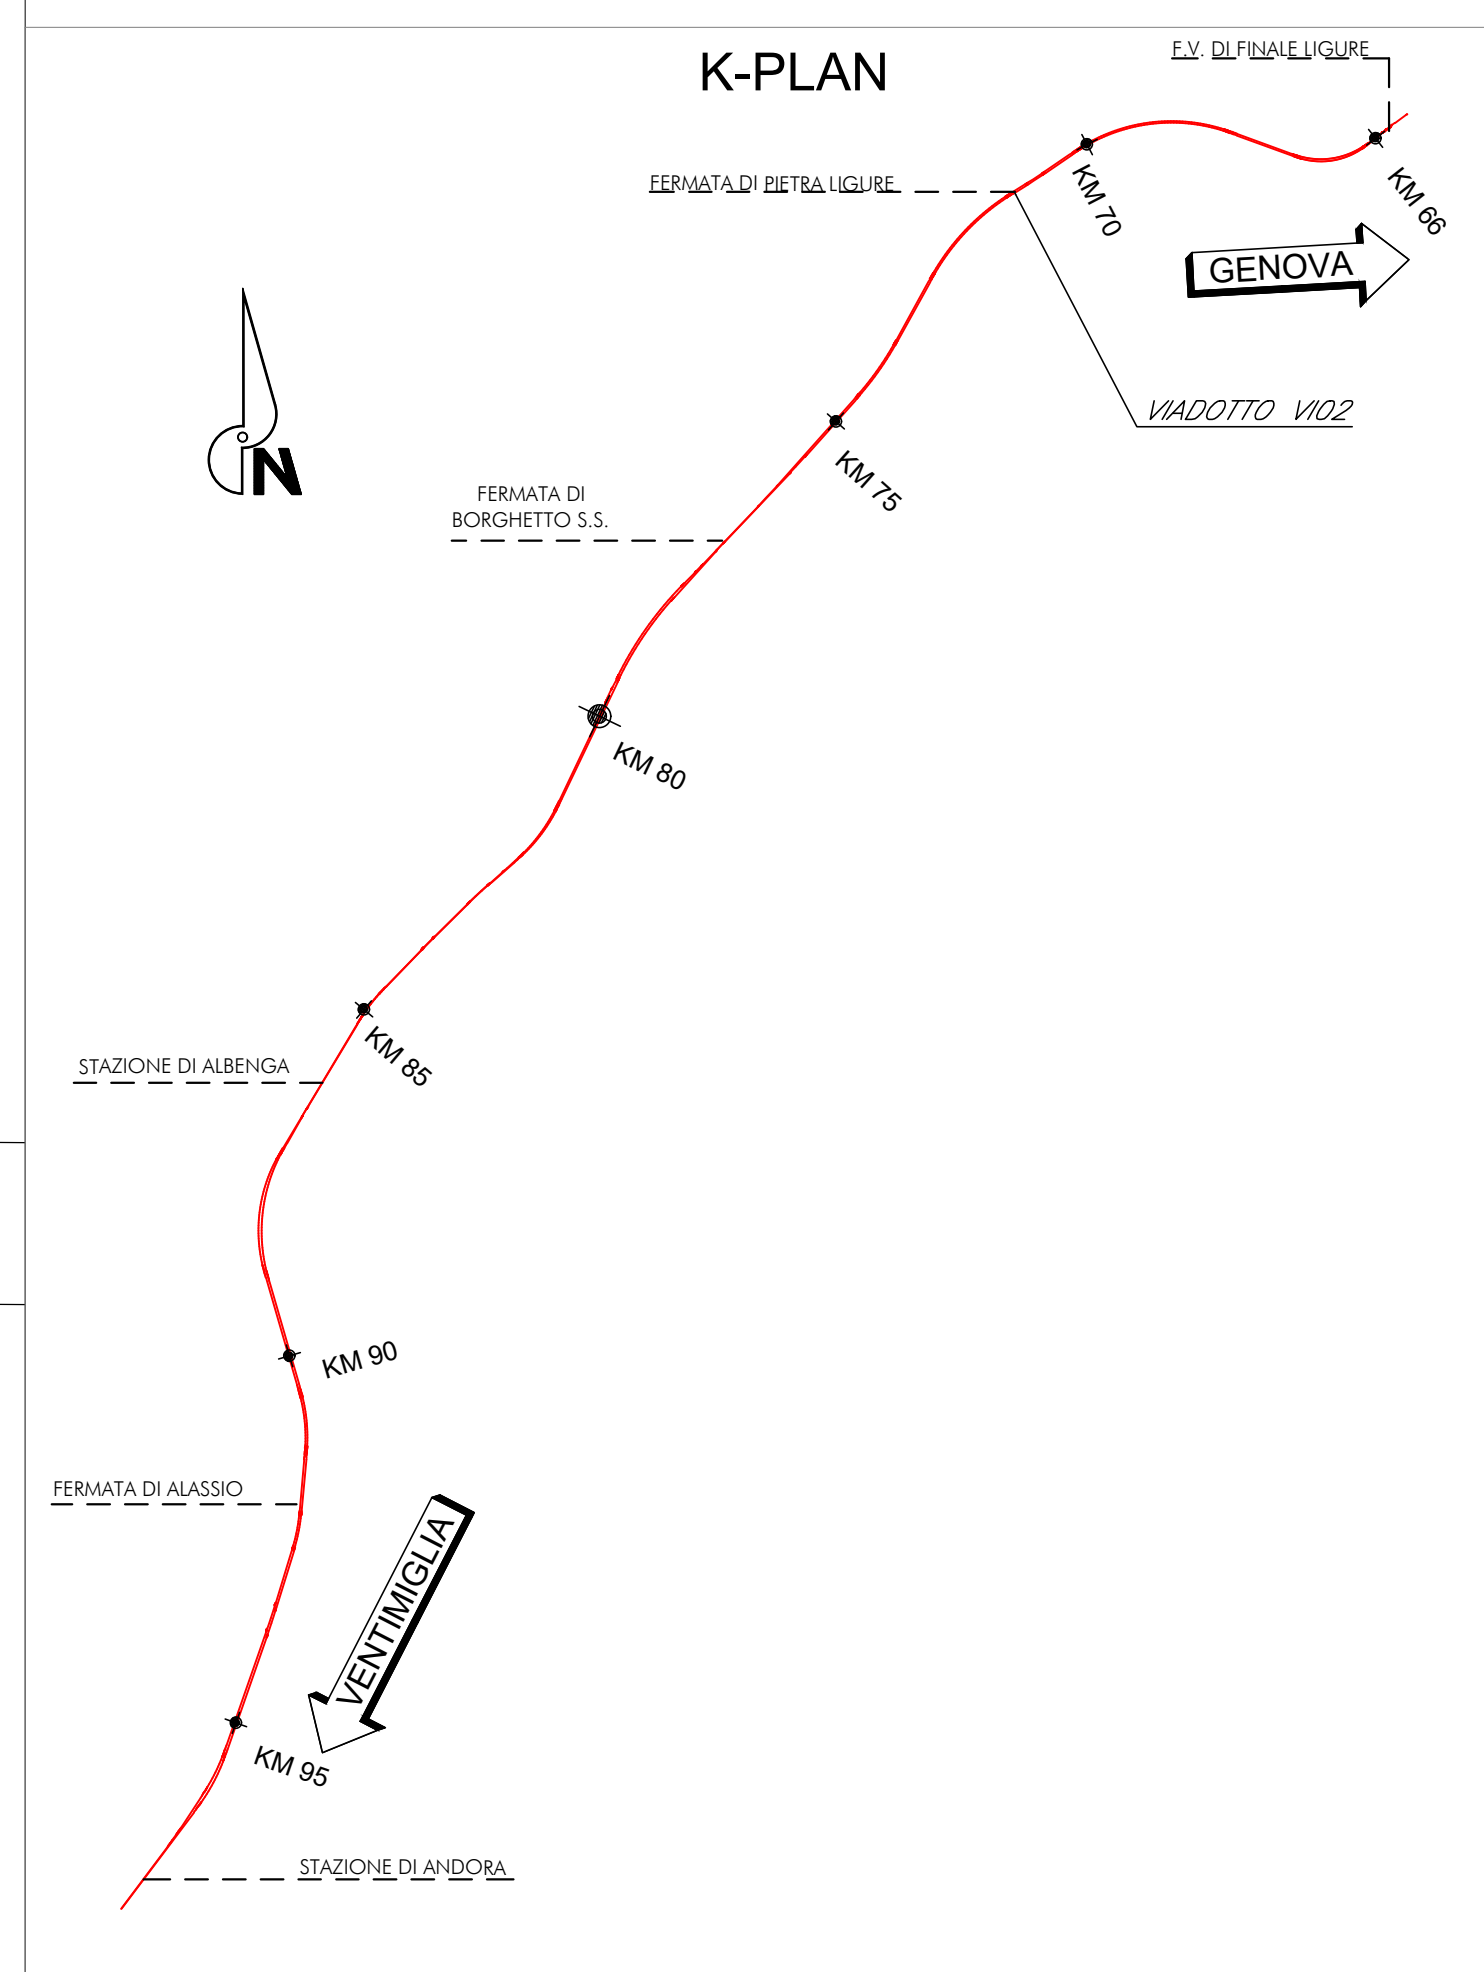 K-PLAN
F.V. DI FINALE LIGURE
FERMATA DI PIETRA LIGURE
KM 70
KM 66
GENOVA
VIADOTTO VI02
N
KM 75
FERMATA DI
BORGHETTO S.S.
KM 80
KM 85
STAZIONE DI ALBENGA
KM 90
FERMATA DI ALASSIO
VENTIMIGLIA
KM 95
STAZIONE DI ANDORA